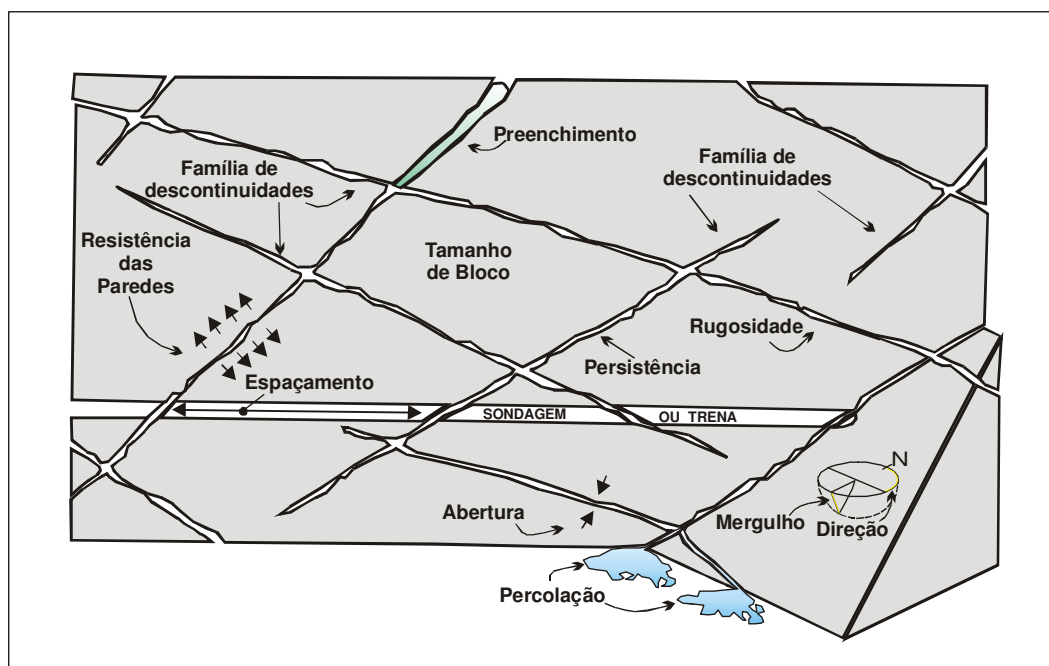 Preenchimento
Família de
descontinuidades
Família de
descontinuidades
Resistência
das
Paredes
Tamanho
de Bloco
Rugosidade
Persistência
Espaçamento
SONDAGEM
OU TRENA
N
Abertura
Mergulho
Direção
Percolação